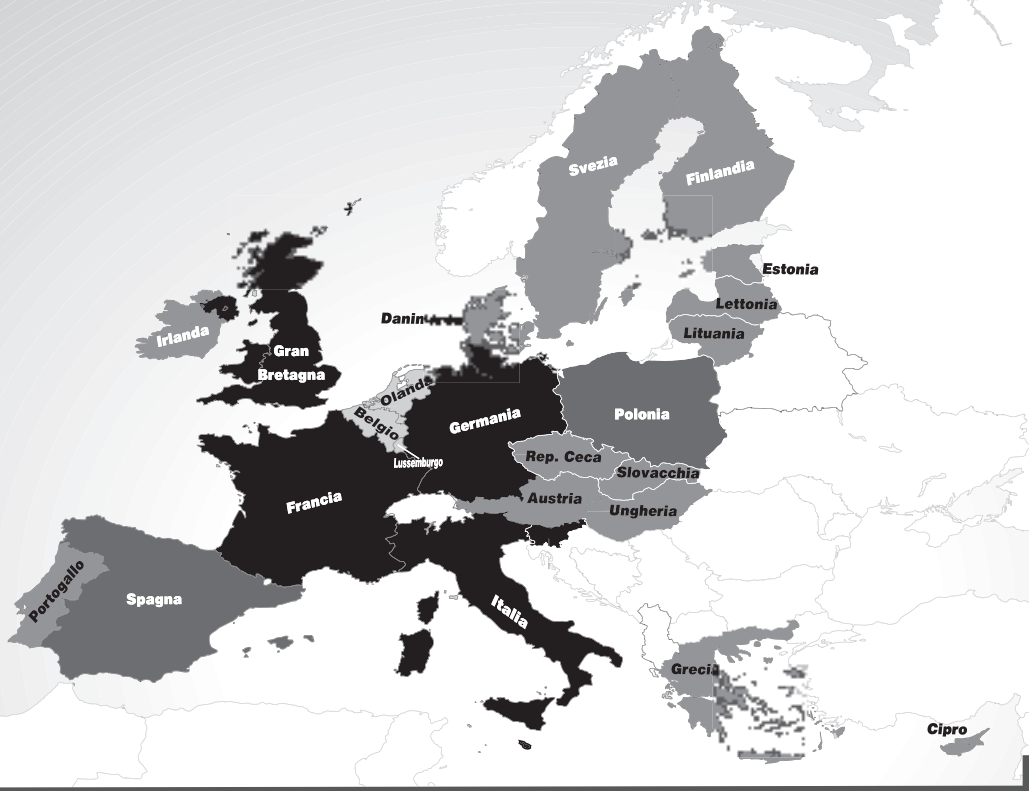 Svezia
Finlandia
Estonia
Lettonia
Lituania
Danim
Irlanda
Gran
Bretagna
Olanda
Belgio
Lussemburgo
Germania
Polonia
Rep. Ceca
Slovacchia
Austria
Ungheria
Francia
Portogallo
Spagna
Italia
Grecia
Cipro